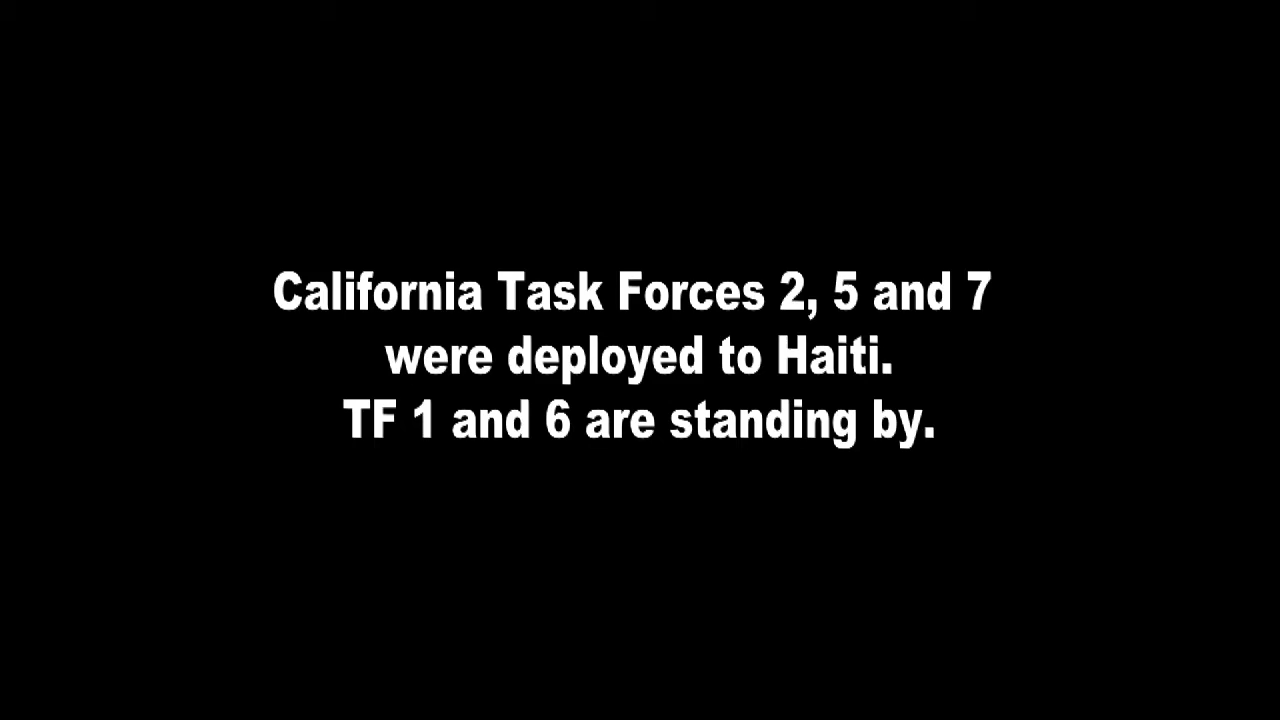 California Task Forces 2, 5 and 7
were deployed to Haiti.
TF 1 and 6 are standing by.